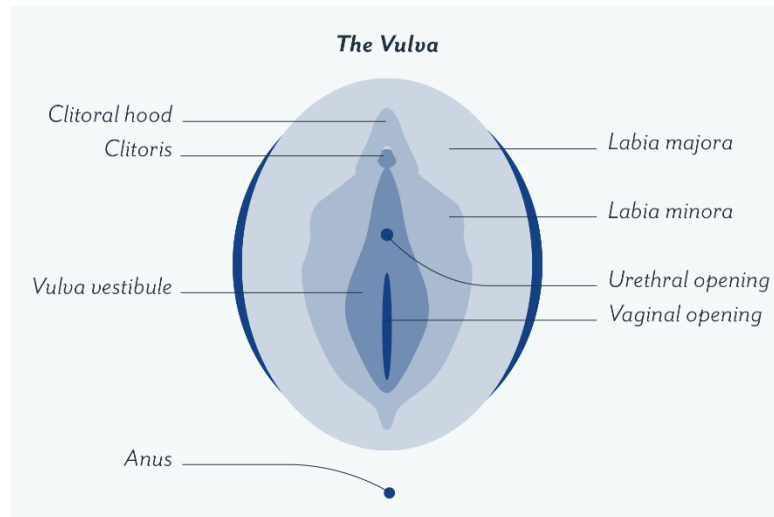 The Vulva
Clitoral hood
Clitoris
Vulva vestibule
Anus
Labia majora
Labia minora
Urethral opening
Vaginal opening